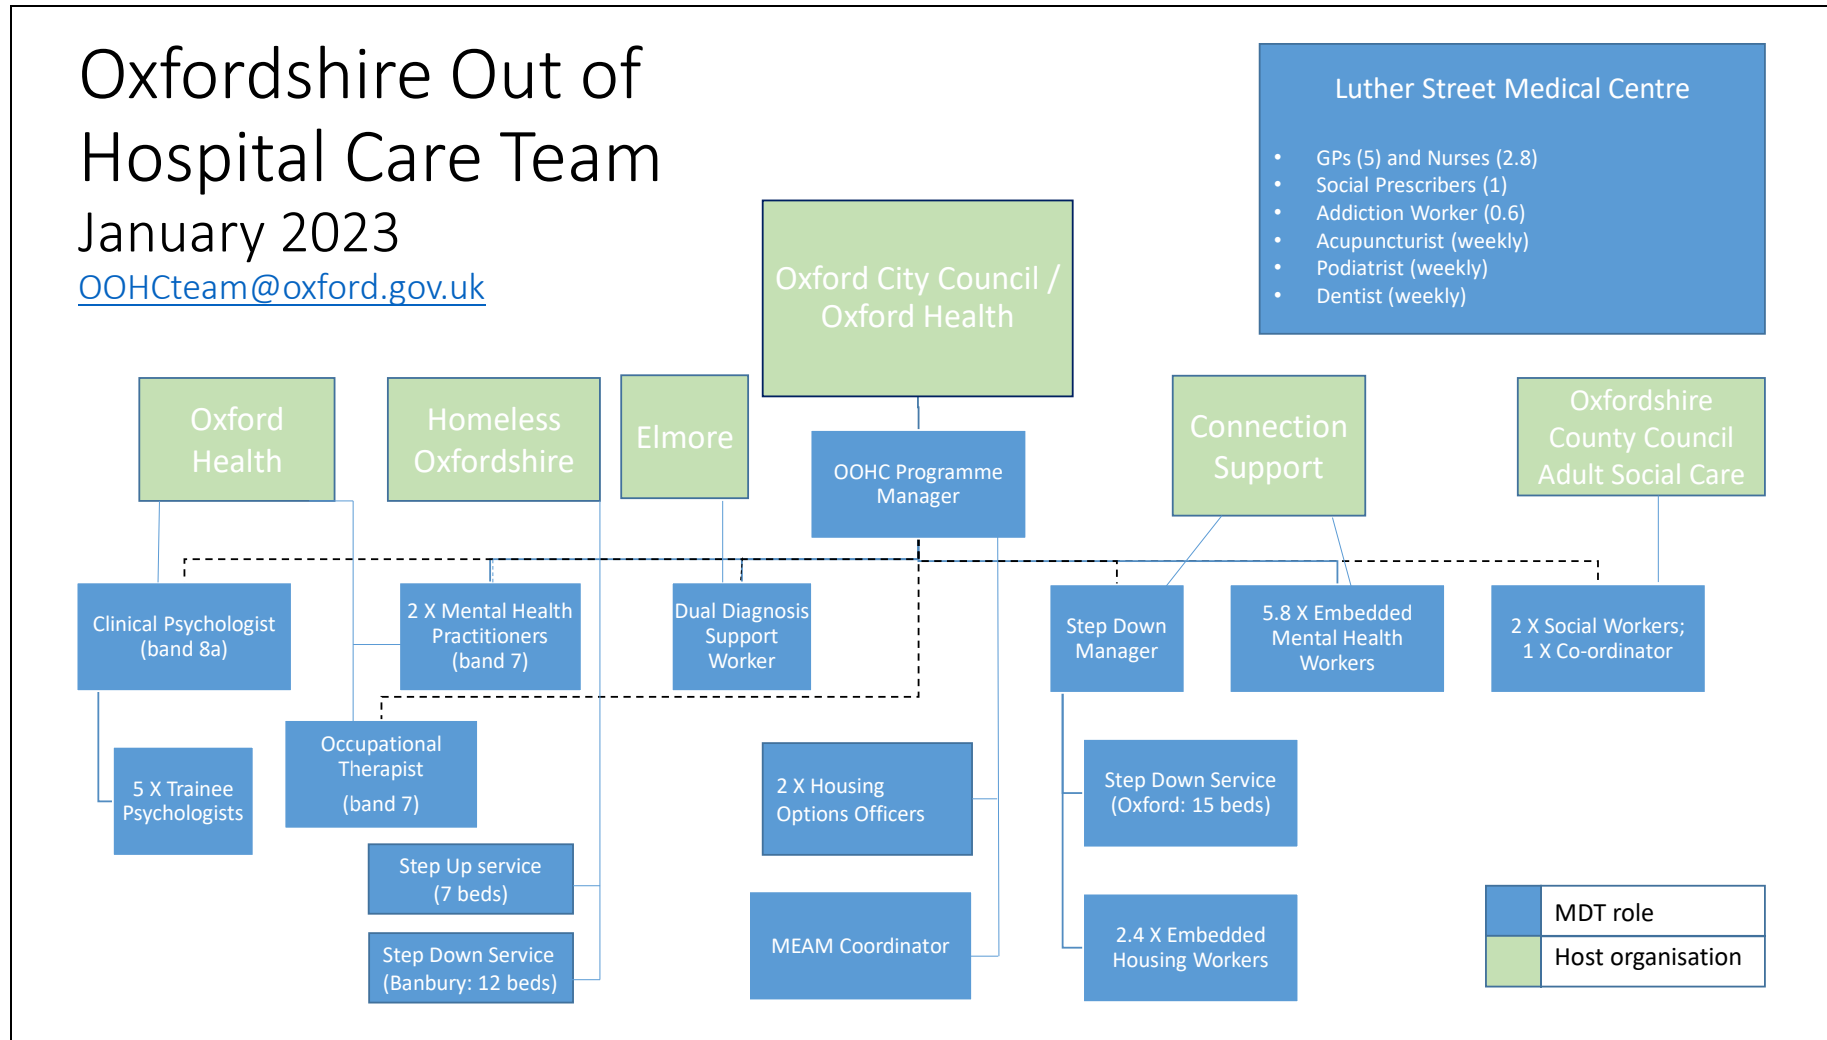 Oxfordshire Out of
Hospital Care Team
January 2023
OOHCteam@oxford.gov.uk
Luther Street Medical Centre
• GPs (5) and Nurses (2.8)
• Social Prescribers (1)
• Addiction Worker (0.6)
• Acupuncturist (weekly)
• Podiatrist (weekly)
• Dentist (weekly)
Oxford City Council /
Oxford Health
Oxford
Health
Homeless
Oxfordshire
Elmore
OOHC Programme
Manager
Connection
Support
Oxfordshire
County Council
Adult Social Care
Clinical Psychologist
(band 8a)
2 X Mental Health
Practitioners
(band 7)
Dual Diagnosis
Support
Worker
Step Down
Manager
5.8 X Embedded
Mental Health
Workers
2 X Social Workers;
1 X Co-ordinator
5 X Trainee
Psychologists
Occupational
Therapist
(band 7)
2 X Housing
Options Officers
Step Down Service
(Oxford: 15 beds)
Step Up service
(7 beds)
Step Down Service
(Banbury: 12 beds)
MEAM Coordinator
2.4 X Embedded
Housing Workers
MDT role
Host organisation